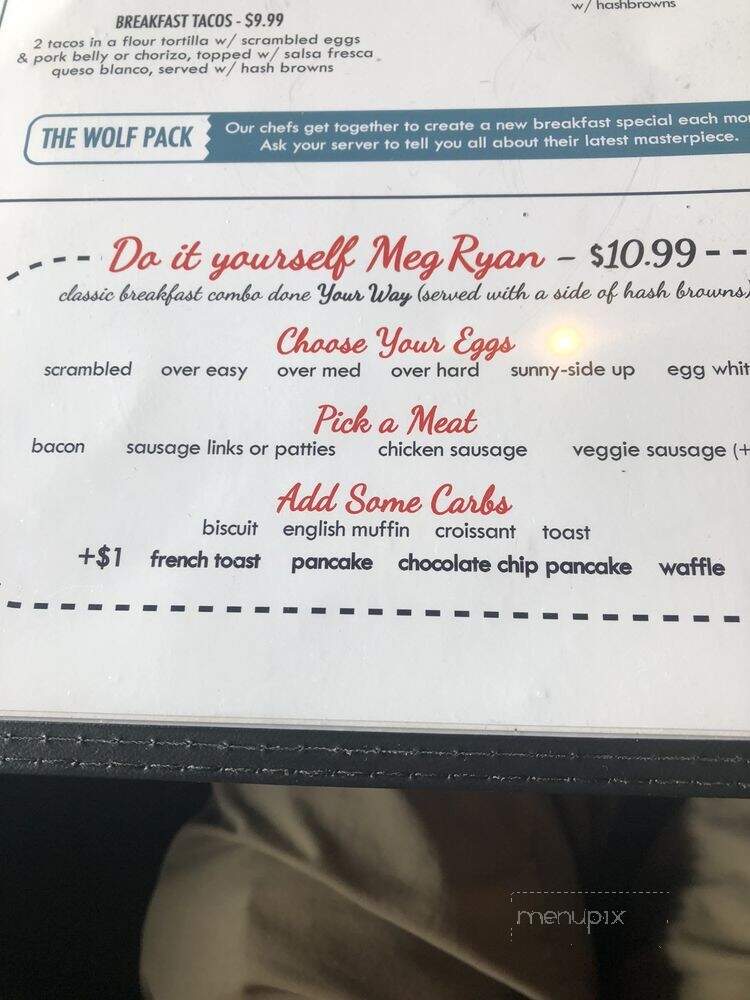 w/ hashbrowns
BREAKFAST TACOS - $9.99
2 tacos in a flour tortilla w/ scrambled eggs
& pork belly or chorizo, topped w/ salsa fresca
queso blanco, served w/ hash browns
THE WOLF PACK
Our chefs get together to create a new breakfast special each
Ask your server to tell you all about their latest masterpiece.
Do it yourself Meg Ryan - $10.99
classic breakfast combo done Your Way (served with a side of hash browns)
Choose Your Eggs
scrambled over easy over med over hard sunny-side up egg
Pick a Meat
bacon sausage links or patties chicken sausage veggie sausage (+
Add Some Carbs
biscuit english muffin croissant toast
+$1 french toast pancake chocolate chip pancake waffle
menupix